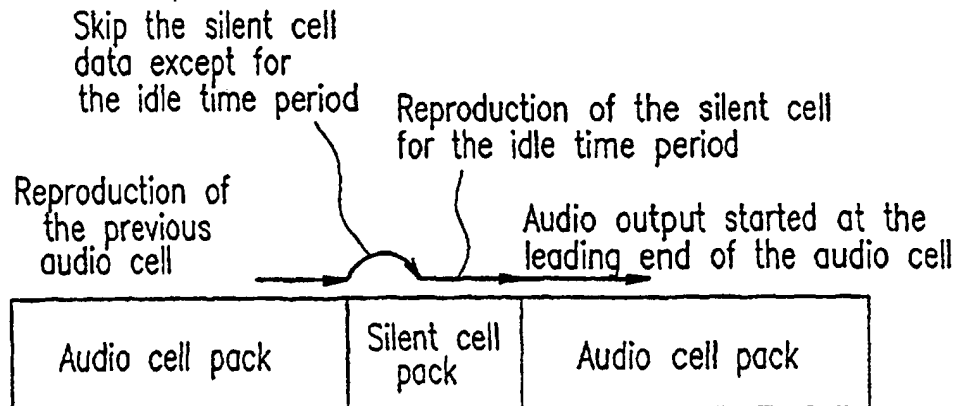 Skip the silent cell
data except for
the idle time period
Reproduction of the silent cell
for the idle time period
Reproduction of
the previous
audio cell
Audio output started at the
leading end of the audio cell
Audio cell pack
Silent cell
pack
Audio cell pack